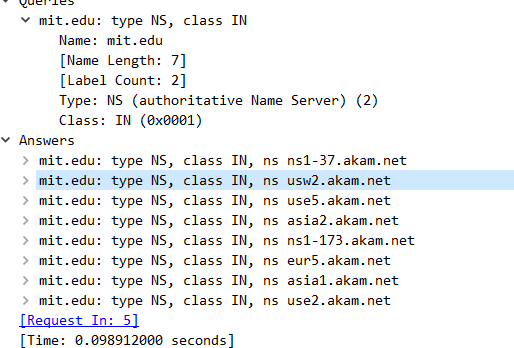 Queries
mit.edu: type NS, class IN
Name: mit.edu
[Name Length: 7]
[Label Count: 2]
Type: NS (authoritative Name Server) (2)
Class: IN (0x0001)
Answers
mit.edu: type NS, class IN, ns ns1-37.akam.net
mit.edu: type NS, class IN, ns usw2.akam.net
mit.edu: type NS, class IN, ns use5.akam.net
mit.edu: type NS, class IN, ns asia2.akam.net
mit.edu: type NS, class IN, ns ns1-173.akam.net
mit.edu: type NS, class IN, ns eur5.akam.net
mit.edu: type NS, class IN, ns asia1.akam.net
mit.edu: type NS, class IN, ns use2.akam.net
[Request In: 5]
[Time: 0.098912000 seconds]